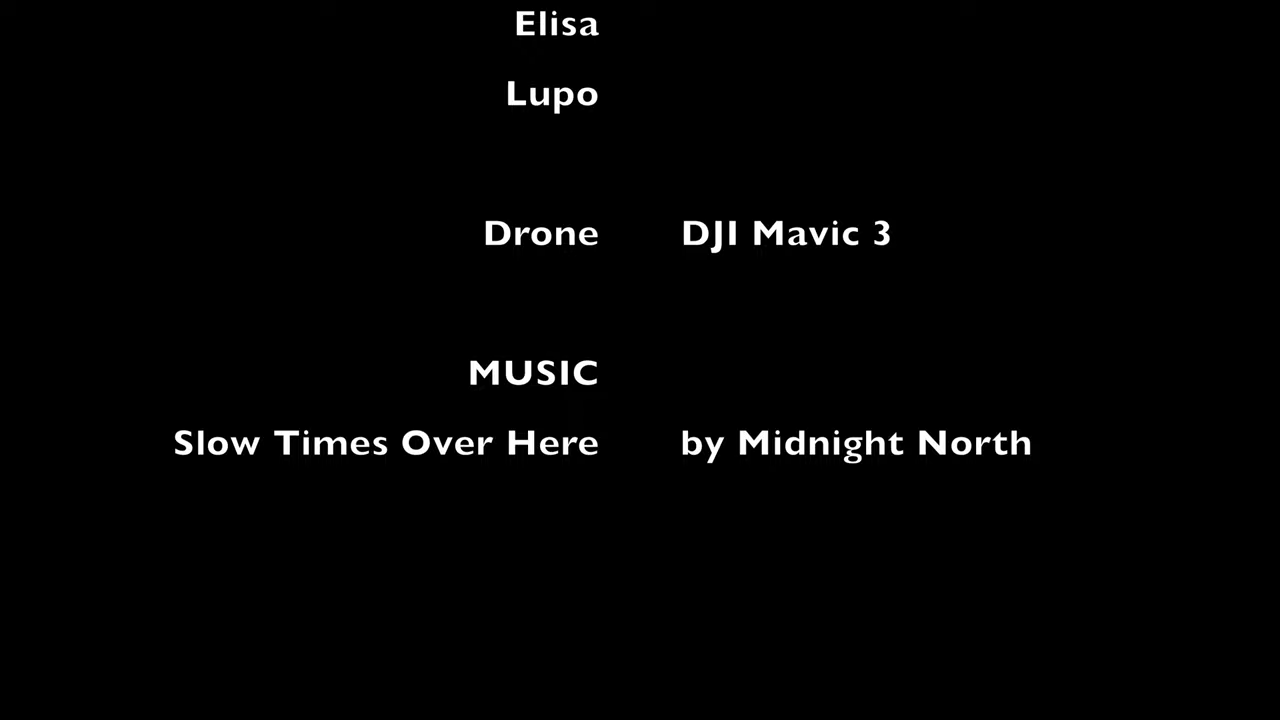 Elisa
Lupo
Drone DJI Mavic 3
MUSIC
Slow Times Over Here by Midnight North